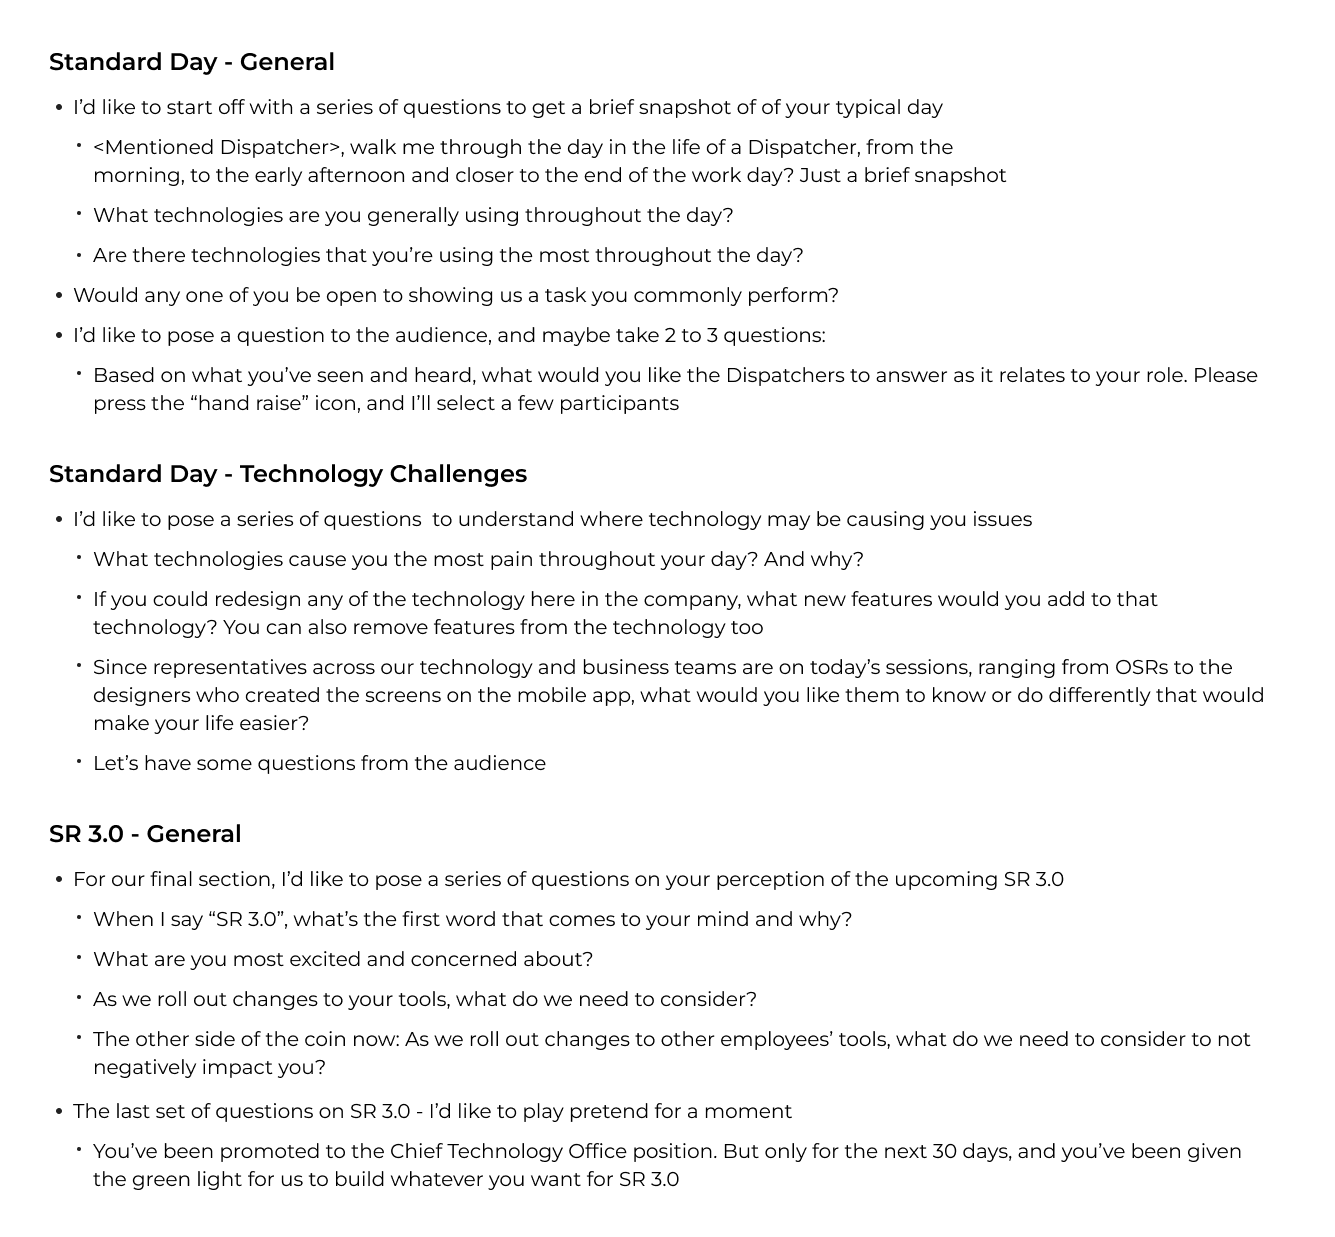 Standard Day - General
• I’d like to start off with a series of questions to get a brief snapshot of of your typical day
• <Mentioned Dispatcher>, walk me through the day in the life of a Dispatcher, from the
morning, to the early afternoon and closer to the end of the work day? Just a brief snapshot
• What technologies are you generally using throughout the day?
• Are there technologies that you’re using the most throughout the day?
• Would any one of you be open to showing us a task you commonly perform?
• I’d like to pose a question to the audience, and maybe take 2 to 3 questions:
• Based on what you’ve seen and heard, what would you like the Dispatchers to answer as it relates to your role. Please
press the “hand raise” icon, and I’ll select a few participants
Standard Day - Technology Challenges
• I’d like to pose a series of questions  to understand where technology may be causing you issues
• What technologies cause you the most pain throughout your day? And why?
• If you could redesign any of the technology here in the company, what new features would you add to that
technology? You can also remove features from the technology too
• Since representatives across our technology and business teams are on today’s sessions, ranging from OSRs to the
designers who created the screens on the mobile app, what would you like them to know or do differently that would
make your life easier?
• Let’s have some questions from the audience
SR 3.0 - General
• For our final section, I’d like to pose a series of questions on your perception of the upcoming SR 3.0
• When I say “SR 3.0”, what’s the first word that comes to your mind and why?
• What are you most excited and concerned about?
• As we roll out changes to your tools, what do we need to consider?
• The other side of the coin now: As we roll out changes to other employees’ tools, what do we need to consider to not
negatively impact you?
• The last set of questions on SR 3.0 - I’d like to play pretend for a moment
• You’ve been promoted to the Chief Technology Office position. But only for the next 30 days, and you’ve been given
the green light for us to build whatever you want for SR 3.0